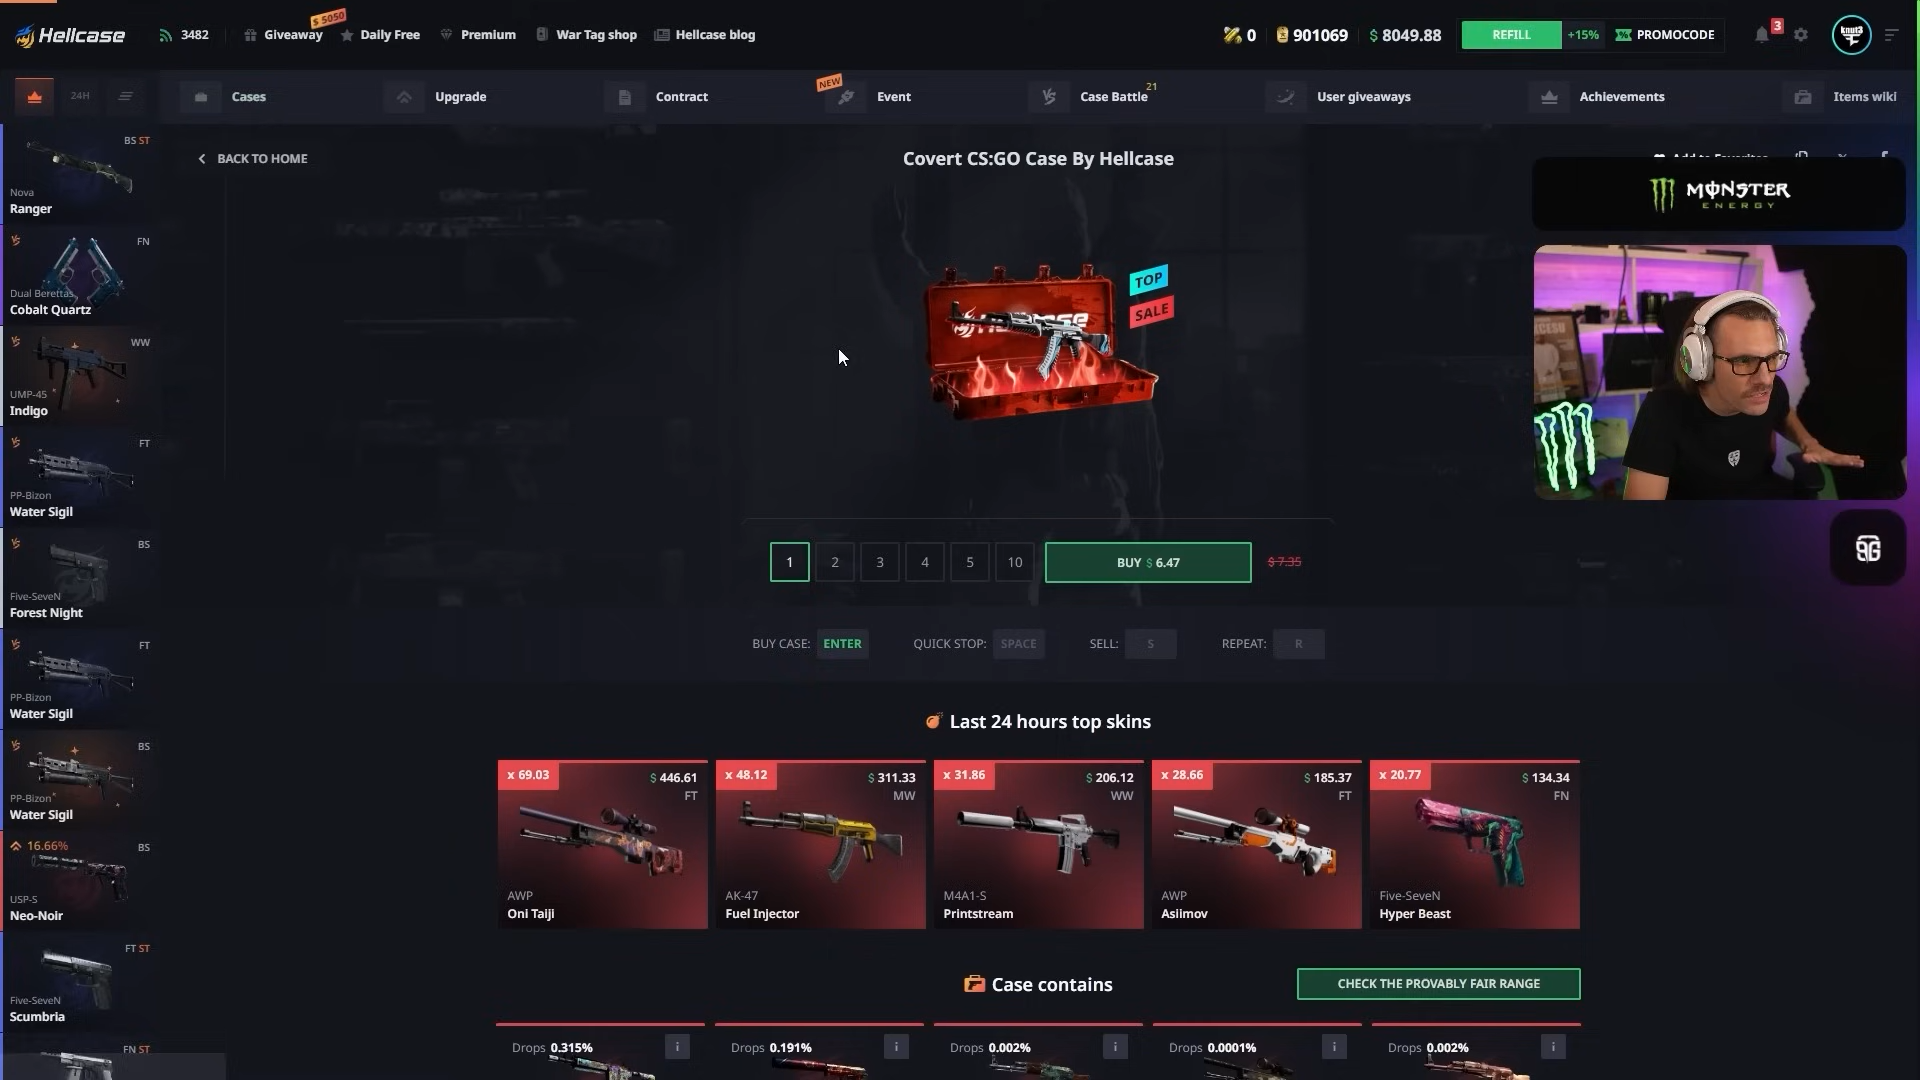 Hellcase
3482
Giveaway
$ 5050
Daily Free
Premium
War Tag shop
Hellcase blog
0
901069
$ 8049.88
REFILL
+15%
PROMOCODE
3
knut3
24H
Cases
Upgrade
Contract
NEW
Event
Case Battle
21
User giveaways
Achievements
Items wiki
BACK TO HOME
Covert CS:GO Case By Hellcase
Add to Favorites
MONSTER
ENERGY
TOP
SALE
1
2
3
4
5
10
BUY $ 6.47
$ 7.35
BUY CASE: ENTER
QUICK STOP: SPACE
SELL: S
REPEAT: R
Last 24 hours top skins
x 69.03
$ 446.61
FT
AWP
Oni Taiji
x 48.12
$ 311.33
MW
AK-47
Fuel Injector
x 31.86
$ 206.12
WW
M4A1-S
Printstream
x 28.66
$ 185.37
FT
AWP
Asiimov
x 20.77
$ 134.34
FN
Five-SeveN
Hyper Beast
Case contains
CHECK THE PROVABLY FAIR RANGE
Drops 0.315%
i
Drops 0.191%
i
Drops 0.002%
i
Drops 0.0001%
i
Drops 0.002%
i
BS ST
Nova
Ranger
FN
Dual Berettas
Cobalt Quartz
WW
UMP-45
Indigo
FT
PP-Bizon
Water Sigil
BS
Five-SeveN
Forest Night
FT
PP-Bizon
Water Sigil
BS
PP-Bizon
Water Sigil
16.66%
BS
USP-S
Neo-Noir
FT ST
Five-SeveN
Scumbria
FN ST